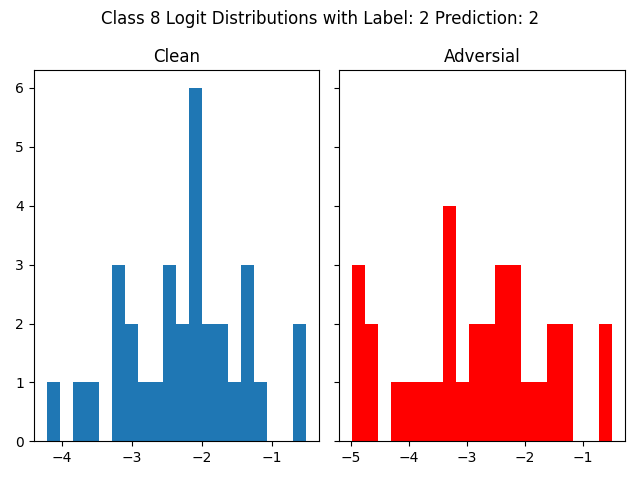 Class 8 Logit Distributions with Label: 2 Prediction: 2
Clean
Adversial
6
5
4
3
2
1
0
−4 −3 −2 −1
−5 −4 −3 −2 −1